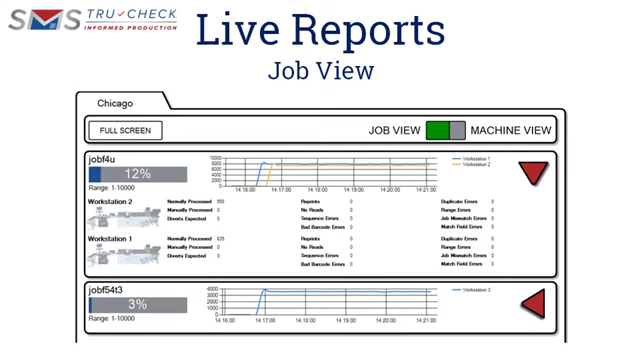 SMS TRU✓CHECK
INFORMED PRODUCTION
Live Reports
Job View
Chicago
FULL SCREEN
JOB VIEW MACHINE VIEW
jobf4u
12%
Range: 1-10000
10000
8000
6000
4000
2000
0
14:16:00 14:17:00 14:18:00 14:19:00 14:20:00 14:21:00
Workstation 1
Workstation 2
Workstation 2
Normally Processed 555
Manually Processed 0
Diverts Expected 0
Reprints 0
No Reads 0
Sequence Errors 0
Bad Barcode Errors 0
Duplicate Errors 0
Range Errors 0
Job Mismatch Errors 0
Match Field Errors 0
Workstation 1
Normally Processed 635
Manually Processed 0
Diverts Expected 0
Reprints 0
No Reads 0
Sequence Errors 0
Bad Barcode Errors 0
Duplicate Errors 0
Range Errors 0
Job Mismatch Errors 0
Match Field Errors 0
jobf54t3
3%
Range: 1-10000
4000
3000
2000
1000
0
14:16:00 14:17:00 14:18:00 14:19:00 14:20:00 14:21:00
Workstation 3